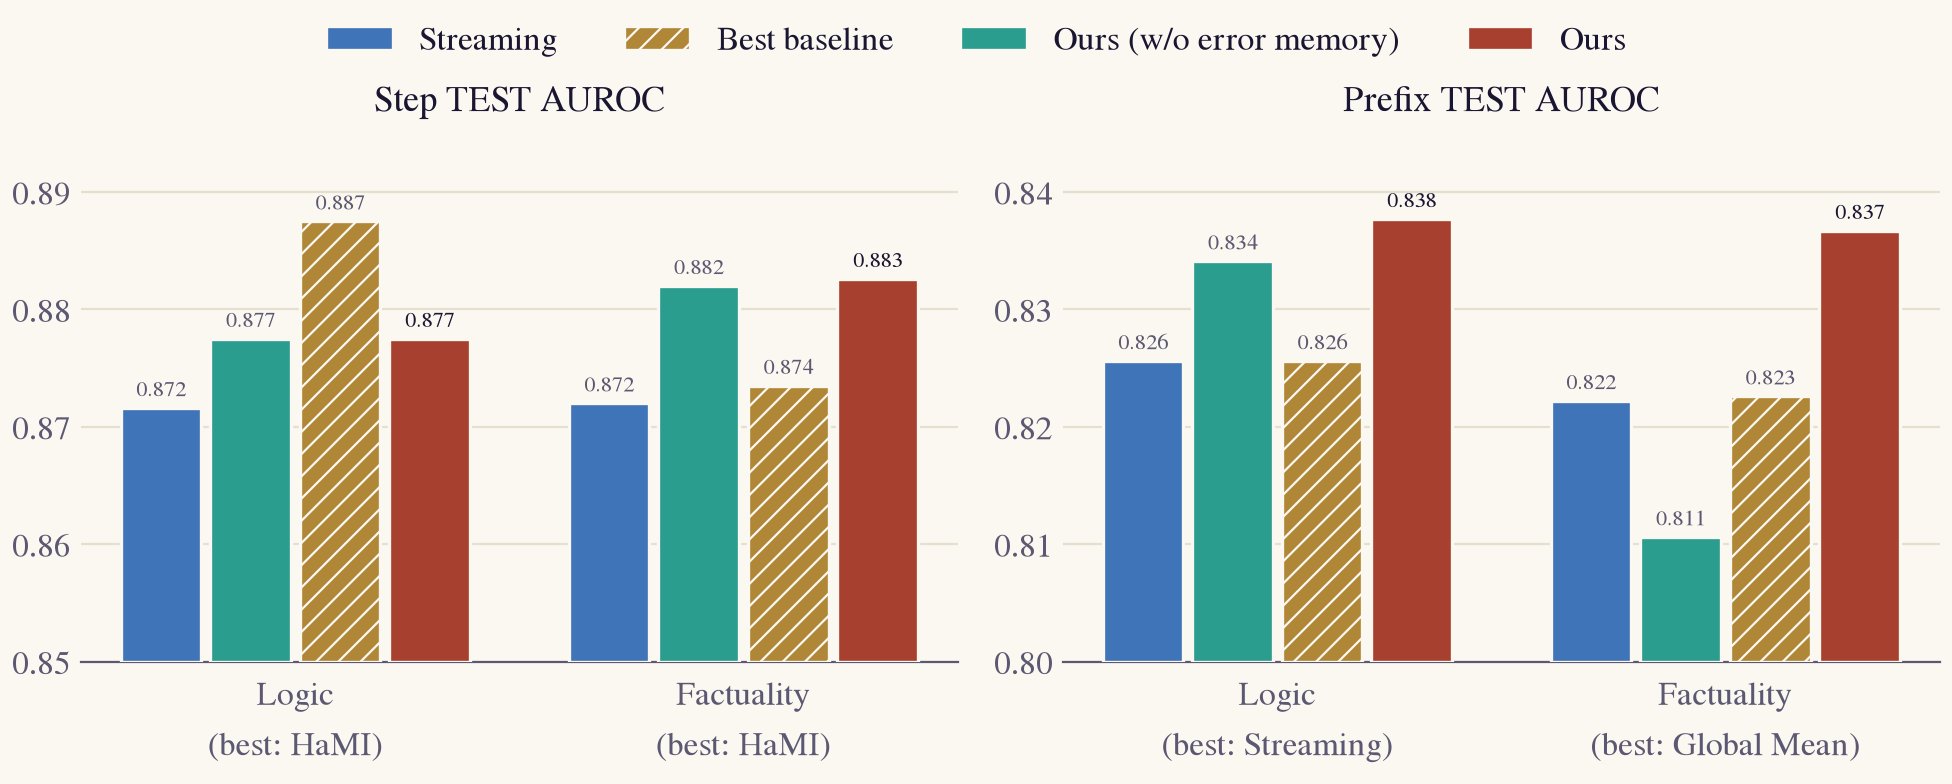 Streaming Best baseline Ours (w/o error memory) Ours
Step TEST AUROC
0.89
0.88
0.87
0.86
0.85
0.872
0.877
0.887
0.877
0.872
0.882
0.874
0.883
Logic
(best: HaMI)
Factuality
(best: HaMI)
Prefix TEST AUROC
0.84
0.83
0.82
0.81
0.80
0.826
0.834
0.826
0.838
0.822
0.811
0.823
0.837
Logic
(best: Streaming)
Factuality
(best: Global Mean)